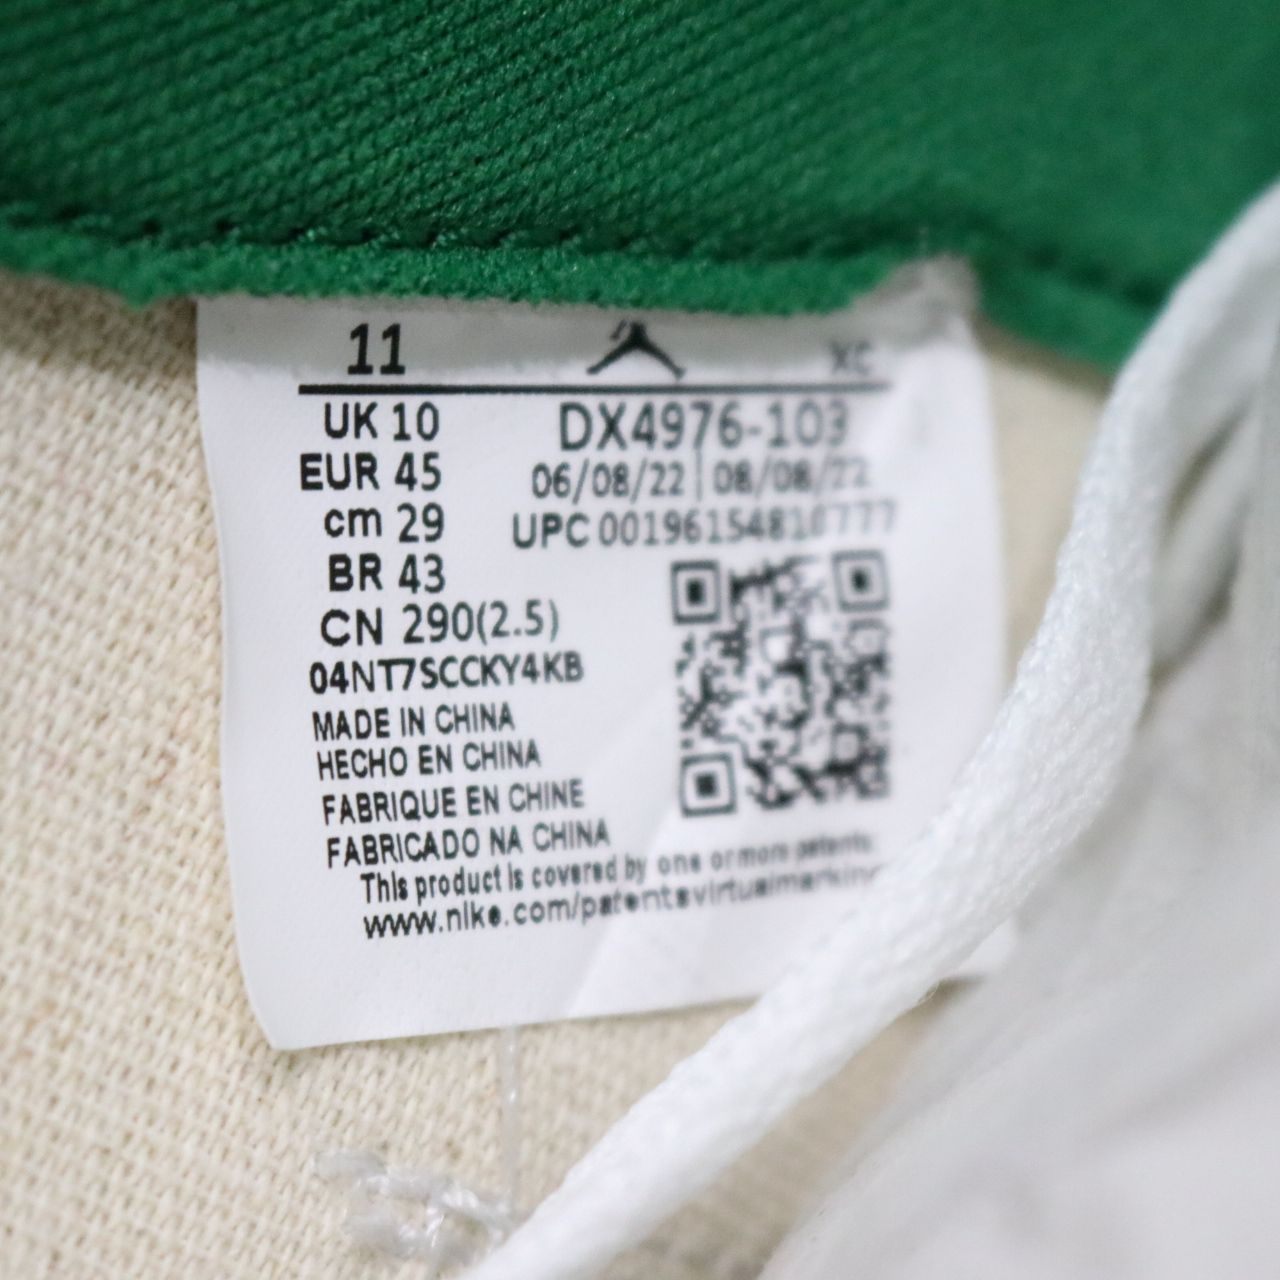 11 XC
UK 10 DX4976-103
EUR 45 06/08/22 | 08/08/22
cm 29 UPC 00196154810777
BR 43
CN 290(2.5)
04NT7SCCKY4KB
MADE IN CHINA
HECHO EN CHINA
FABRIQUE EN CHINE
FABRICADO NA CHINA
This product is covered by one or more patents.
www.nike.com/patentsvirtualmarking